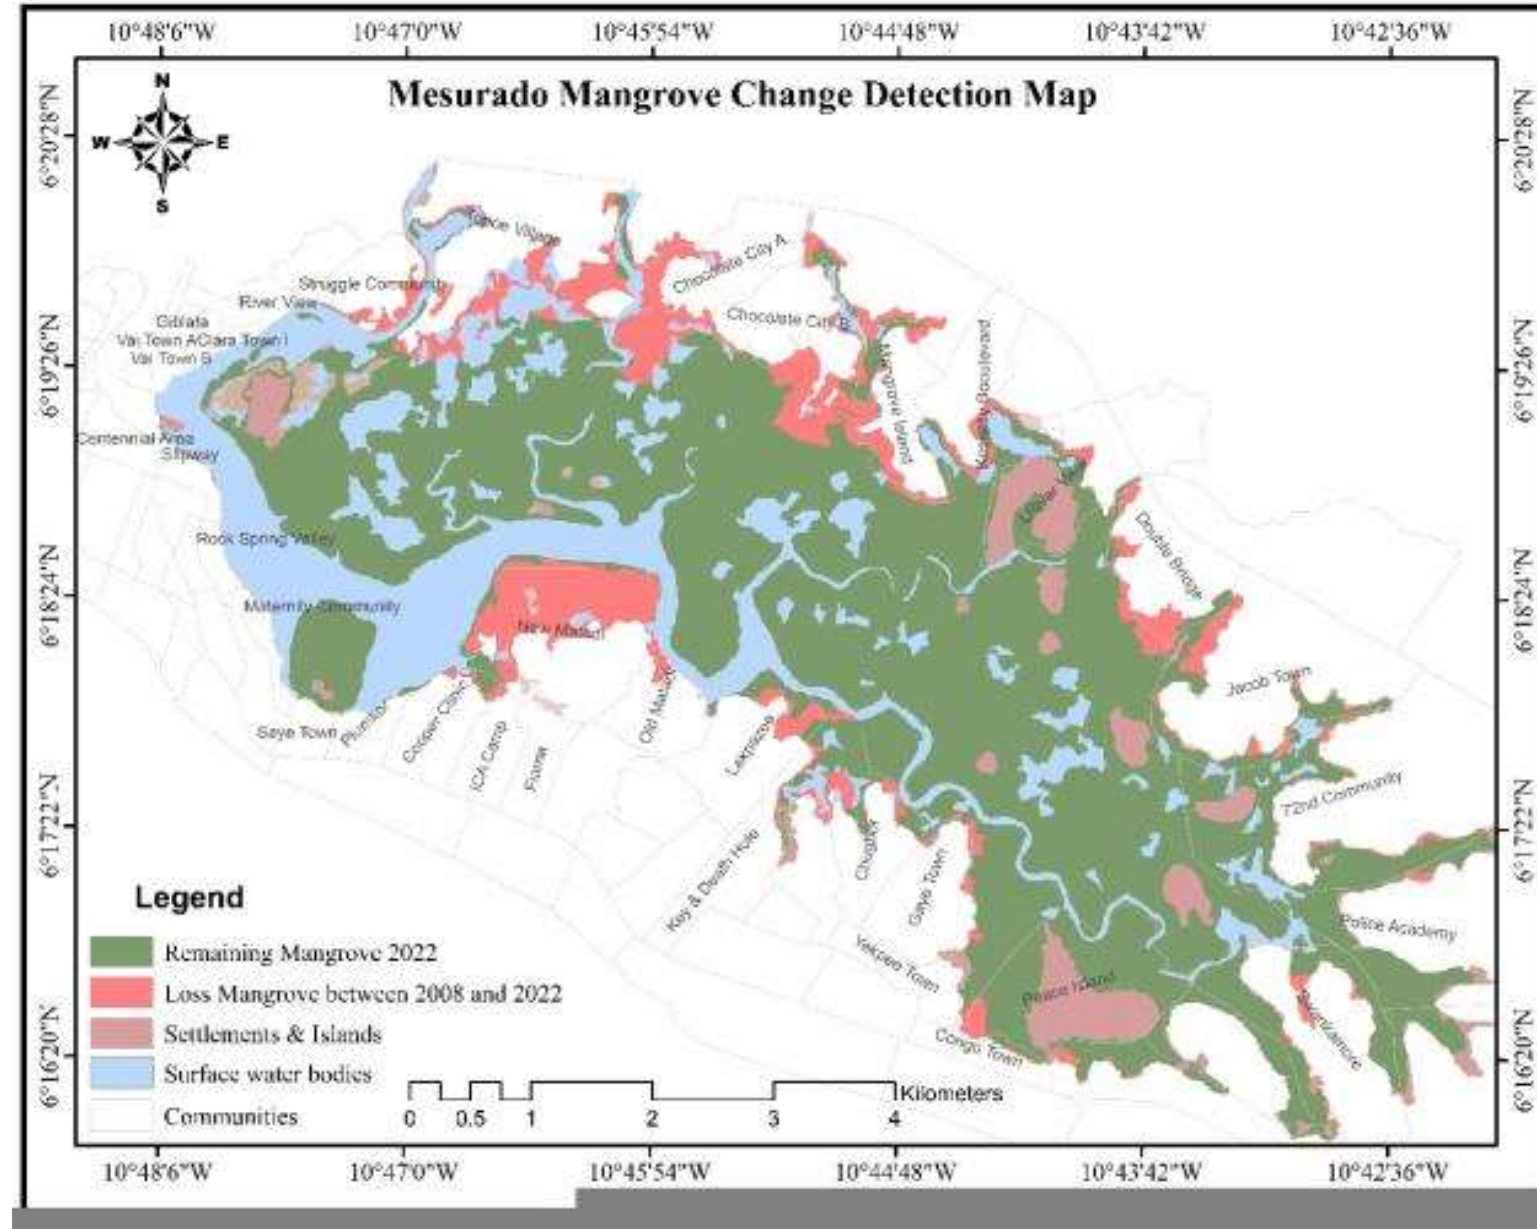 10°48'6"W 10°47'0"W 10°45'54"W 10°44'48"W 10°43'42"W 10°42'36"W
Mesurado Mangrove Change Detection Map
N
W E
S
6°20'28"N 6°20'28"N
Village
Chocolate City A
Struggle Community
River View
Chocolate City B
Giblata
Vai Town A Clara Town I
Vai Town B
6°19'26"N 6°19'26"N
Mangrove Island
Boulevard
Centennial Area
Slipway
Double Bridge
Rock Spring Valley
6°18'24"N 6°18'24"N
Maternity Community
New Matadi
Jacob Town
Saye Town
Plumkor
Cooper Clinic
ICA Camp
Fiama
Old Matadi
Lakpazee
72nd Community
6°17'22"N 6°17'22"N
Key & Death Hole
Chugbor
Gaye Town
Police Academy
Yekpee Town
Peace Island
Congo Town
6°16'20"N 6°16'20"N
Legend
Remaining Mangrove 2022
Loss Mangrove between 2008 and 2022
Settlements & Islands
Surface water bodies
Communities
Kilometers
0 0.5 1 2 3 4
10°48'6"W 10°47'0"W 10°45'54"W 10°44'48"W 10°43'42"W 10°42'36"W